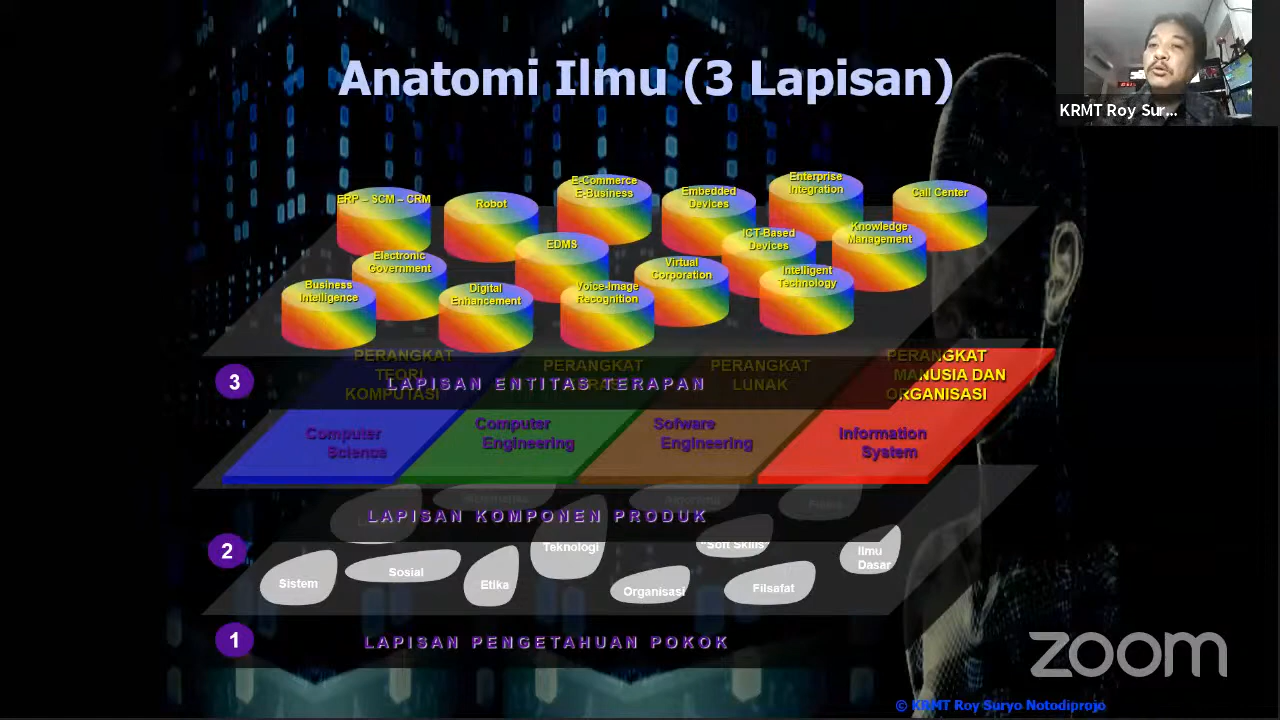 Anatomi Ilmu (3 Lapisan)
KRMT Roy Sur...
ERP – SCM – CRM
Robot
E-Commerce
E-Business
Embedded
Devices
Enterprise
Integration
Call Center
Electronic
Government
EDMS
ICT-Based
Devices
Knowledge
Management
Business
Intelligence
Digital
Enhancement
Voice-Image
Recognition
Virtual
Corporation
Intelligent
Technology
PERANGKAT
TEORI
KOMPUTASI
PERANGKAT
PERANGKAT
LUNAK
PERANGKAT
MANUSIA DAN
ORGANISASI
3
LAPISAN ENTITAS TERAPAN
Computer
Science
Computer
Engineering
Sofware
Engineering
Information
System
LAPISAN KOMPONEN PRODUK
2
Sistem
Sosial
Etika
Teknologi
Organisasi
"Soft Skills"
Filsafat
Ilmu
Dasar
1
LAPISAN PENGETAHUAN POKOK
zoom
© KRMT Roy Suryo Notodiprojo